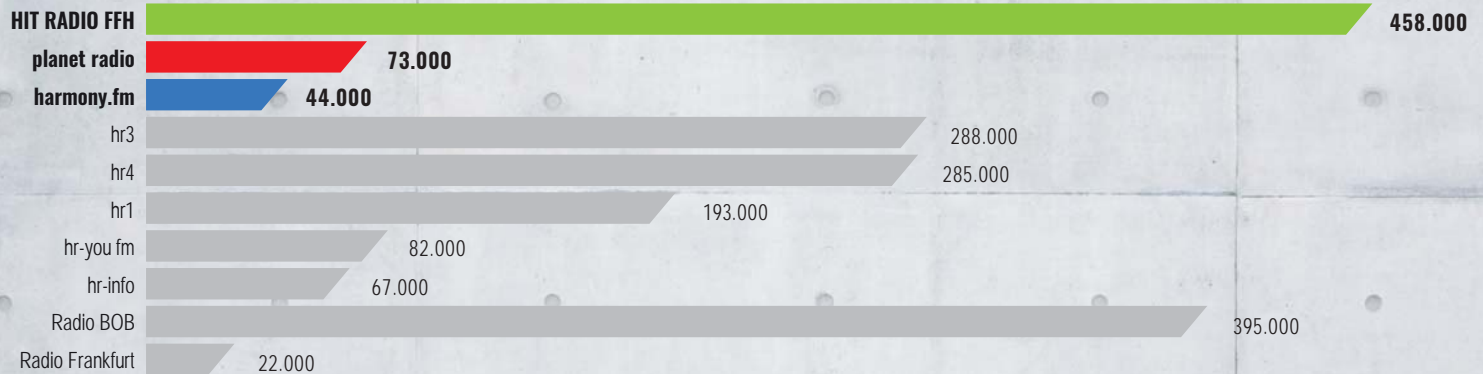 HIT RADIO FFH 458.000
planet radio 73.000
harmony.fm 44.000
hr3 288.000
hr4 285.000
hr1 193.000
hr-you fm 82.000
hr-info 67.000
Radio BOB 395.000
Radio Frankfurt 22.000